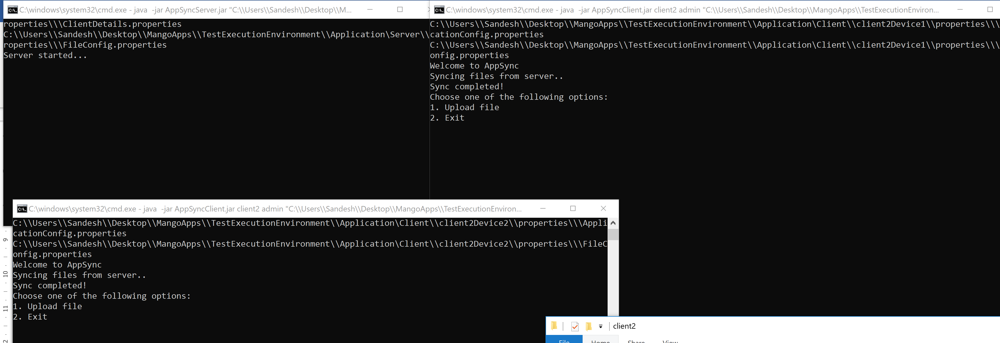 C:\windows\system32\cmd.exe - java  -jar AppSyncServer.jar "C:\\Users\\Sandesh\\Desktop\\M...
roperties\\\ClientDetails.properties
C:\\Users\\Sandesh\\Desktop\\MangoApps\\TestExecutionEnvironment\\Application\Server\\
roperties\\\FileConfig.properties
Server started...
C:\windows\system32\cmd.exe - java  -jar AppSyncClient.jar client2 admin "C:\\Users\\Sandesh\\Desktop\\MangoApps\\TestExecutionEnviron...
C:\\Users\\Sandesh\\Desktop\\MangoApps\\TestExecutionEnvironment\\Application\Client\\client2Device1\\properties\\\
cationConfig.properties
C:\\Users\\Sandesh\\Desktop\\MangoApps\\TestExecutionEnvironment\\Application\Client\\client2Device1\\properties\\\
onfig.properties
Welcome to AppSync
Syncing files from server..
Sync completed!
Choose one of the following options:
1. Upload file
2. Exit
C:\windows\system32\cmd.exe - java  -jar AppSyncClient.jar client2 admin "C:\\Users\\Sandesh\\Desktop\\MangoApps\\TestExecutionEnviron...
C:\\Users\\Sandesh\\Desktop\\MangoApps\\TestExecutionEnvironment\\Application\Client\\client2Device2\\properties\\\Appli
cationConfig.properties
C:\\Users\\Sandesh\\Desktop\\MangoApps\\TestExecutionEnvironment\\Application\Client\\client2Device2\\properties\\\FileC
onfig.properties
Welcome to AppSync
Syncing files from server..
Sync completed!
Choose one of the following options:
1. Upload file
2. Exit
9
10
11
2
client2
File Home Share View